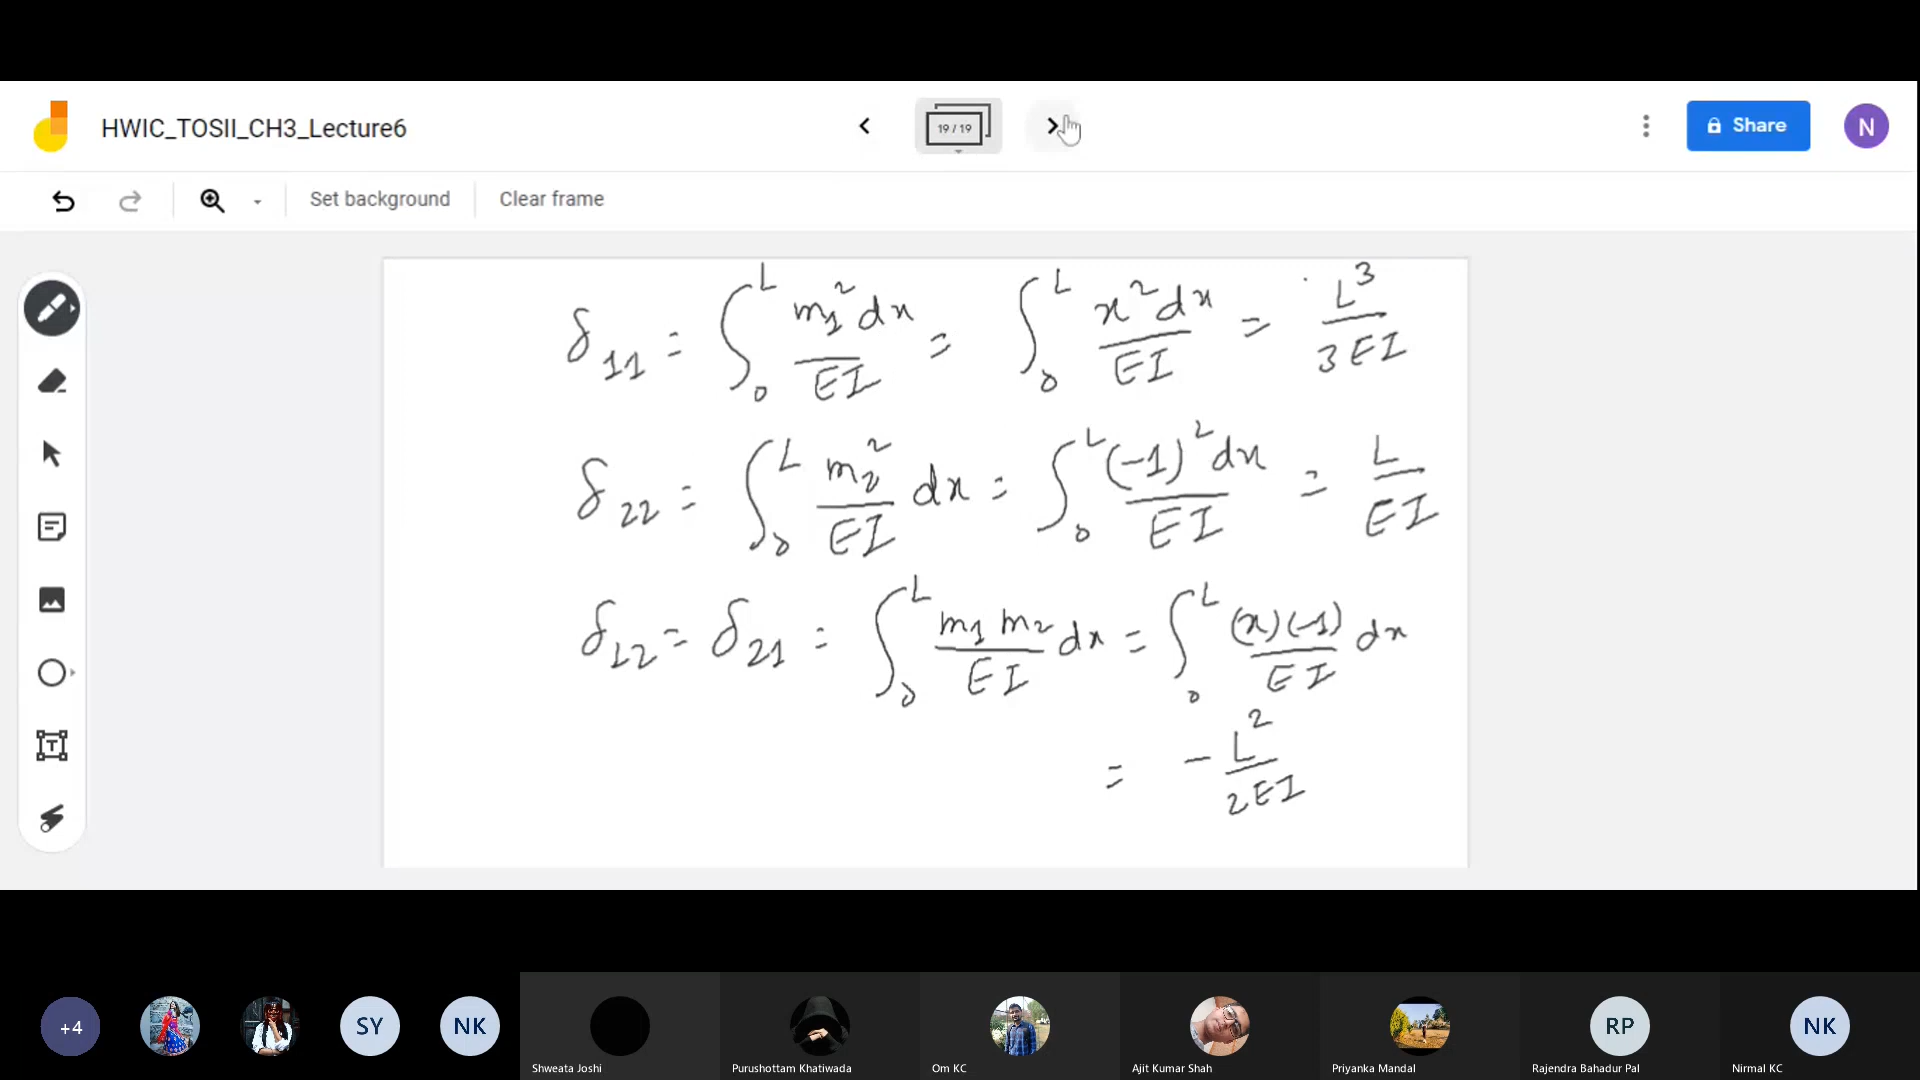 HWIC_TOSII_CH3_Lecture6
19 / 19
Share
N
Set background
Clear frame
δ₁₁ = ∫₀ᴸ m₁² dx / EI = ∫₀ᴸ x² dx / EI = L³ / 3EI
δ₂₂ = ∫₀ᴸ m₂² / EI dx = ∫₀ᴸ (-1)² dx / EI = L / EI
δ₁₂ = δ₂₁ = ∫₀ᴸ m₁ m₂ / EI dx = ∫₀ᴸ (x)(-1) / EI dx
= - L² / 2EI
+4
SY
NK
RP
NK
Shweata Joshi
Purushottam Khatiwada
Om KC
Ajit Kumar Shah
Priyanka Mandal
Rajendra Bahadur Pal
Nirmal KC